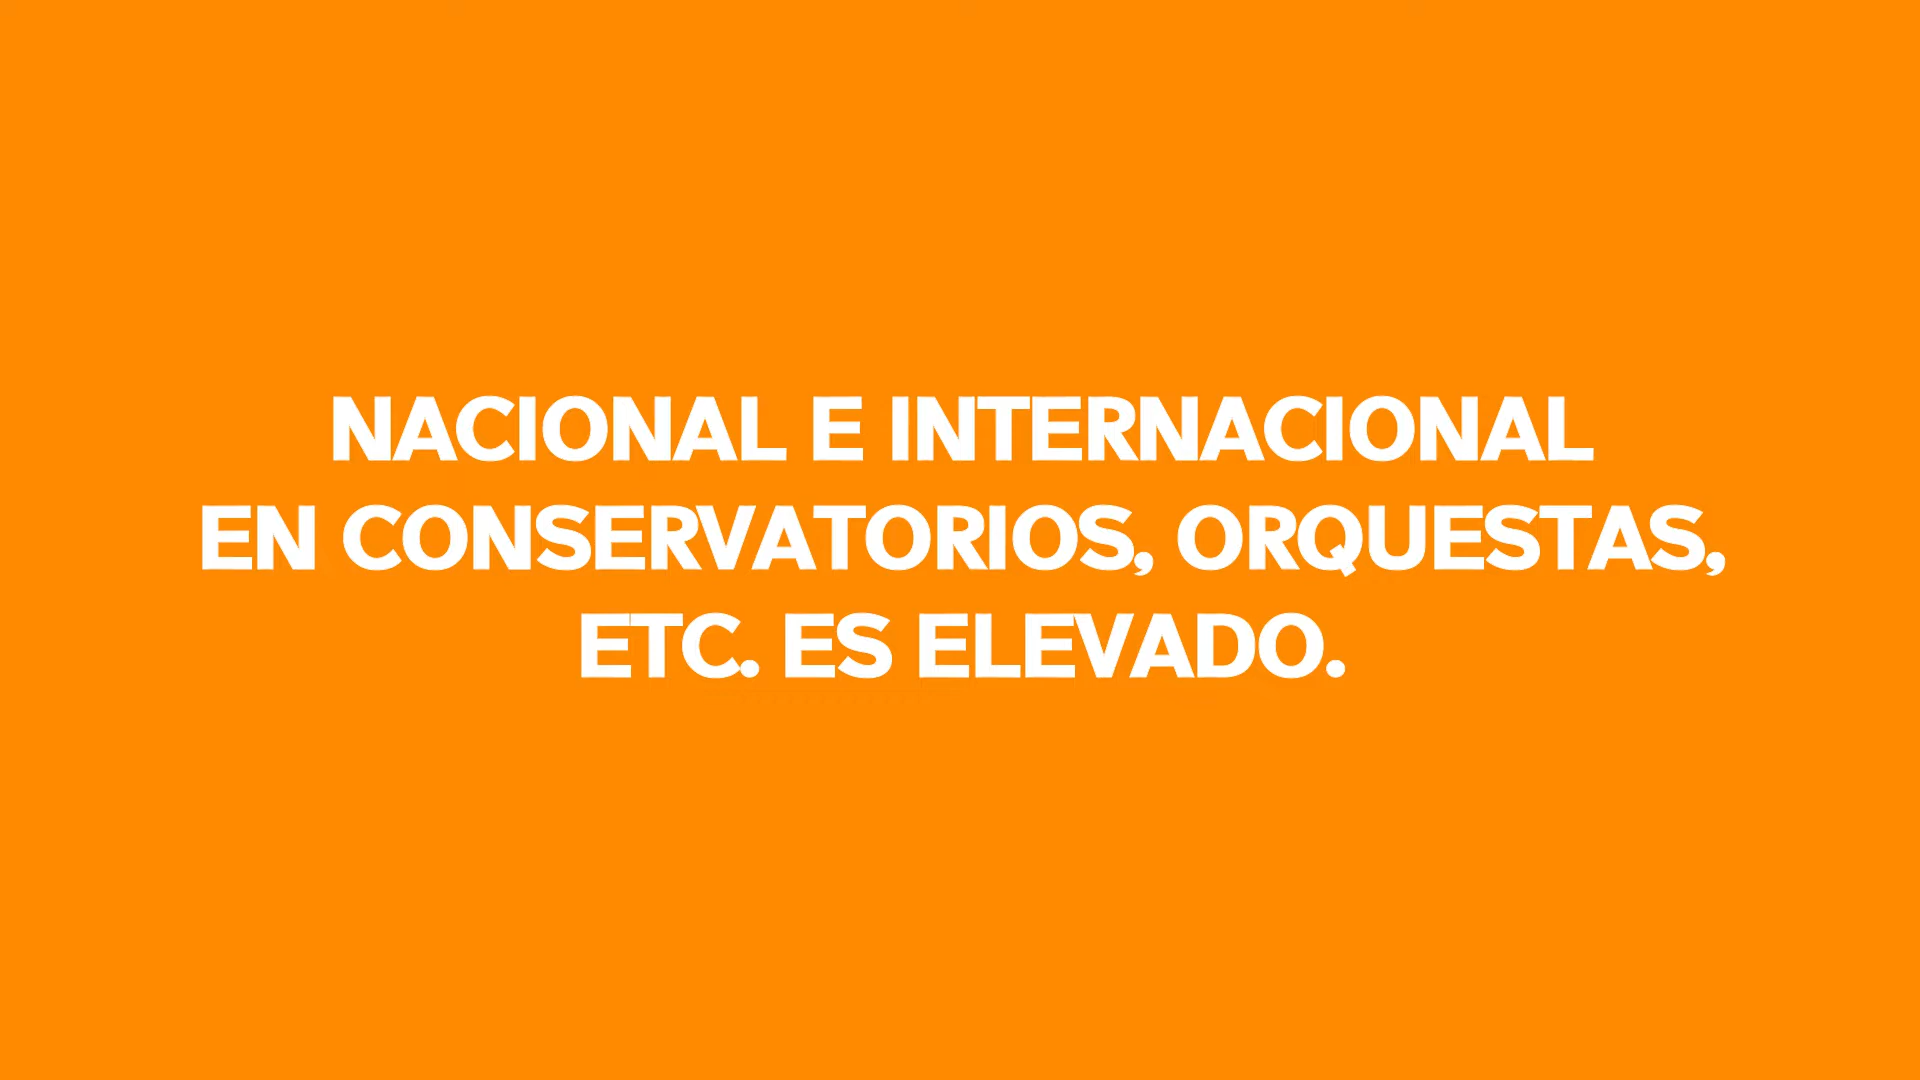 NACIONAL E INTERNACIONAL
EN CONSERVATORIOS, ORQUESTAS,
ETC. ES ELEVADO.